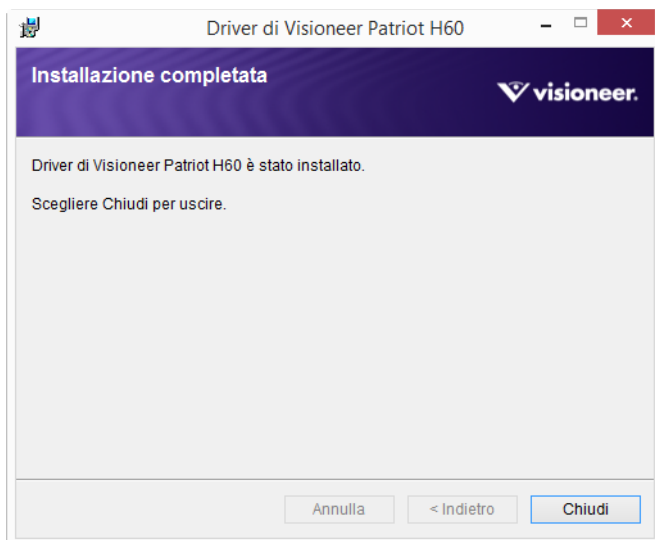 Driver di Visioneer Patriot H60
Installazione completata
visioneer.
Driver di Visioneer Patriot H60 è stato installato.
Scegliere Chiudi per uscire.
Annulla
< Indietro
Chiudi